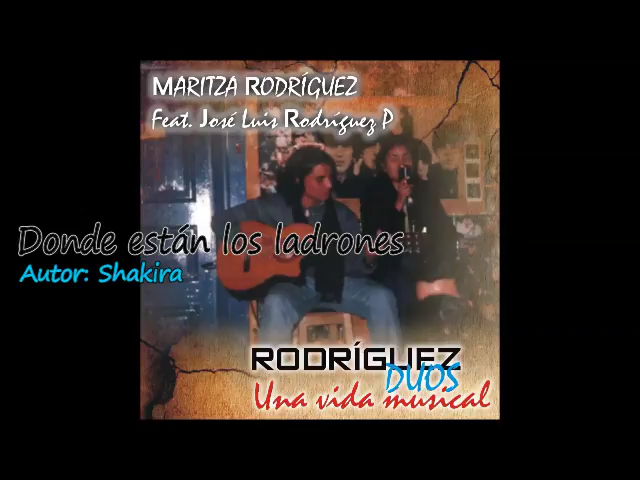 MARITZA RODRÍGUEZ
Feat. José Luis Rodríguez P
Donde están los ladrones
Autor: Shakira
RODRÍGUEZ
DUOS
Una vida musical